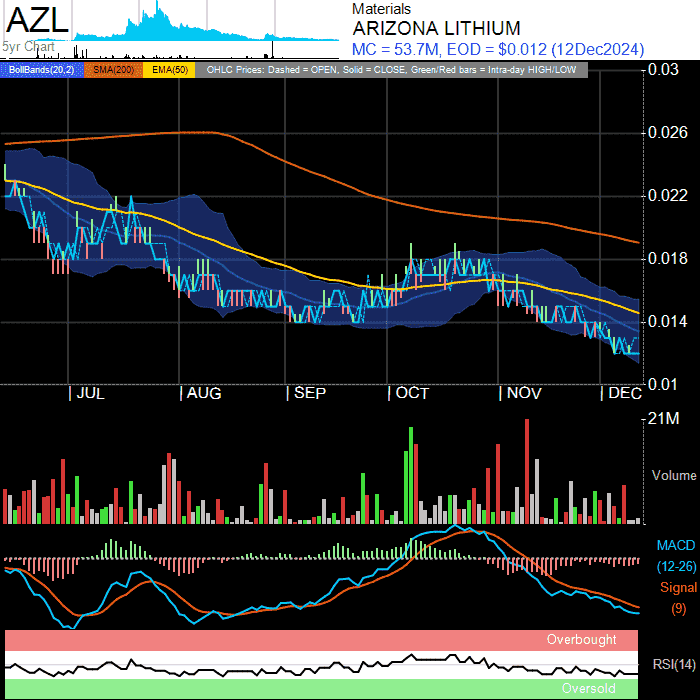 AZL
5yr Chart
Materials
ARIZONA LITHIUM
MC = 53.7M, EOD = $0.012 (12Dec2024)
BollBands(20,2) SMA(200) EMA(50) OHLC Prices: Dashed = OPEN, Solid = CLOSE, Green/Red bars = Intra-day HIGH/LOW
0.03
0.026
0.022
0.018
0.014
0.01
JUL AUG SEP OCT NOV DEC
21M
Volume
MACD
(12-26)
Signal
(9)
Overbought
RSI(14)
Oversold